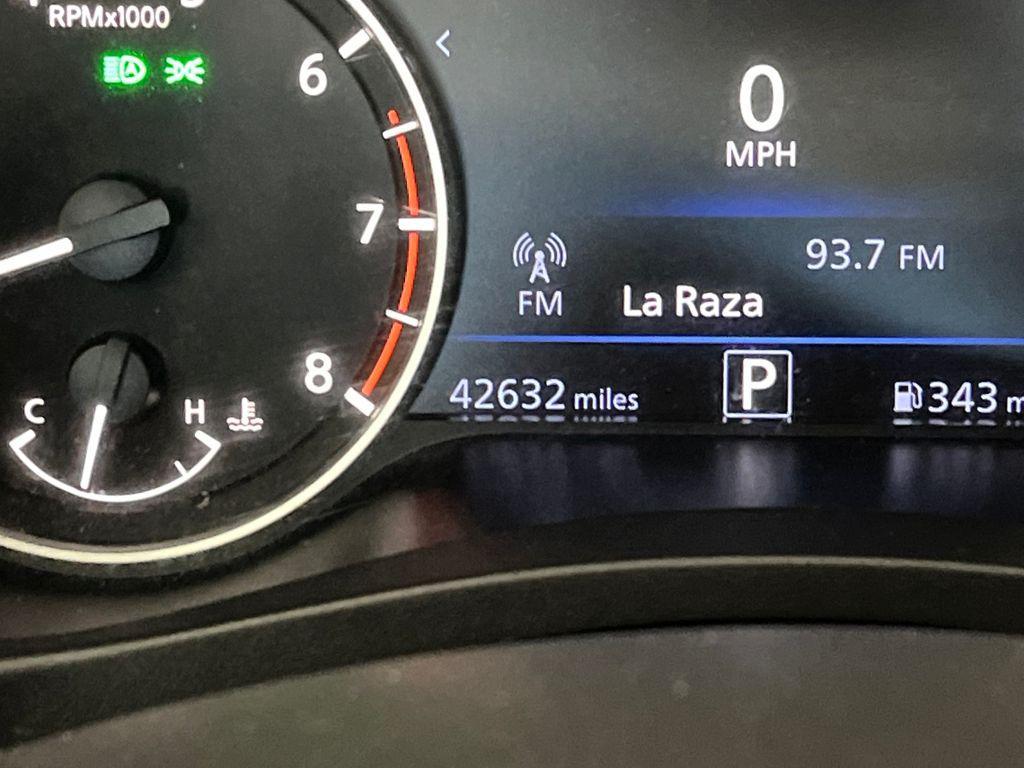 RPMx1000
6
7
8
C H
0
MPH
93.7 FM
FM
La Raza
42632 miles
P
343